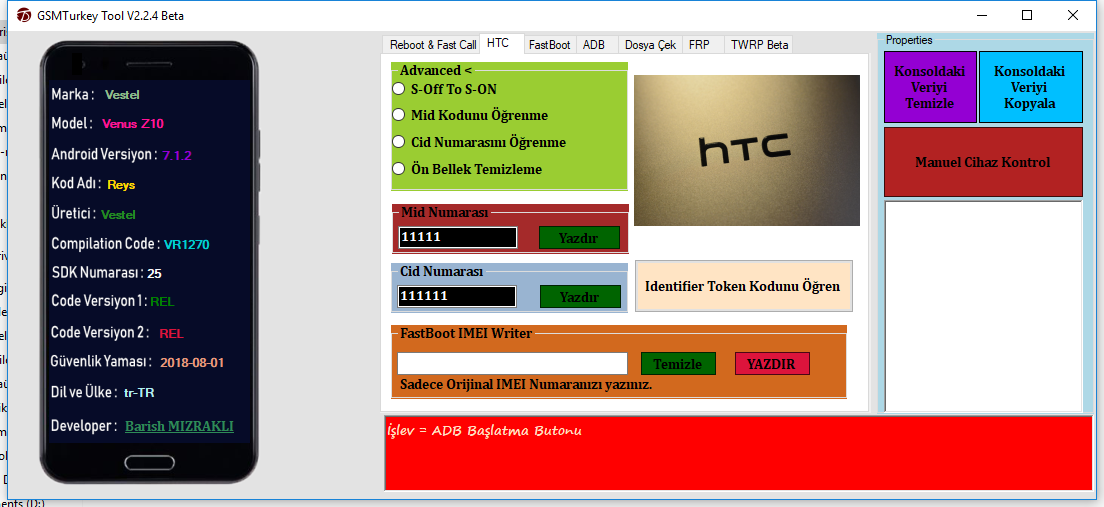 GSMTurkey Tool V2.2.4 Beta
Marka : Vestel
Model : Venus Z10
Android Versiyon : 7.1.2
Kod Adı : Reys
Üretici : Vestel
Compilation Code : VR1270
SDK Numarası : 25
Code Versiyon 1 : REL
Code Versiyon 2 : REL
Güvenlik Yaması : 2018-08-01
Dil ve Ülke : tr-TR
Developer : Barish MIZRAKLI
Reboot & Fast Call HTC FastBoot ADB Dosya Çek FRP TWRP Beta
Advanced <
S-Off To S-ON
Mid Kodunu Öğrenme
Cid Numarasını Öğrenme
Ön Bellek Temizleme
hTC
Mid Numarası
11111 Yazdır
Cid Numarası
111111 Yazdır
Identifier Token Kodunu Öğren
FastBoot IMEI Writer
Temizle YAZDIR
Sadece Orijinal IMEI Numaranızı yazınız.
İşlev = ADB Başlatma Butonu
Properties
Konsoldaki
Veriyi
Temizle
Konsoldaki
Veriyi
Kopyala
Manuel Cihaz Kontrol
ents (D:)